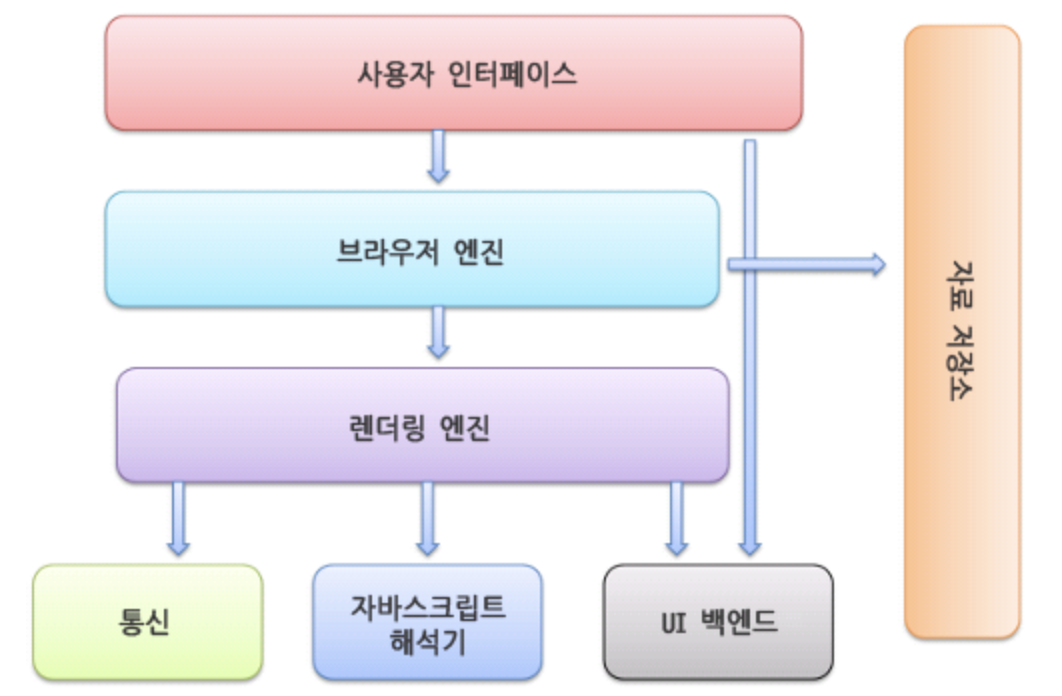 사용자 인터페이스
브라우저 엔진
렌더링 엔진
통신
자바스크립트
해석기
UI 백엔드
자료 저장소